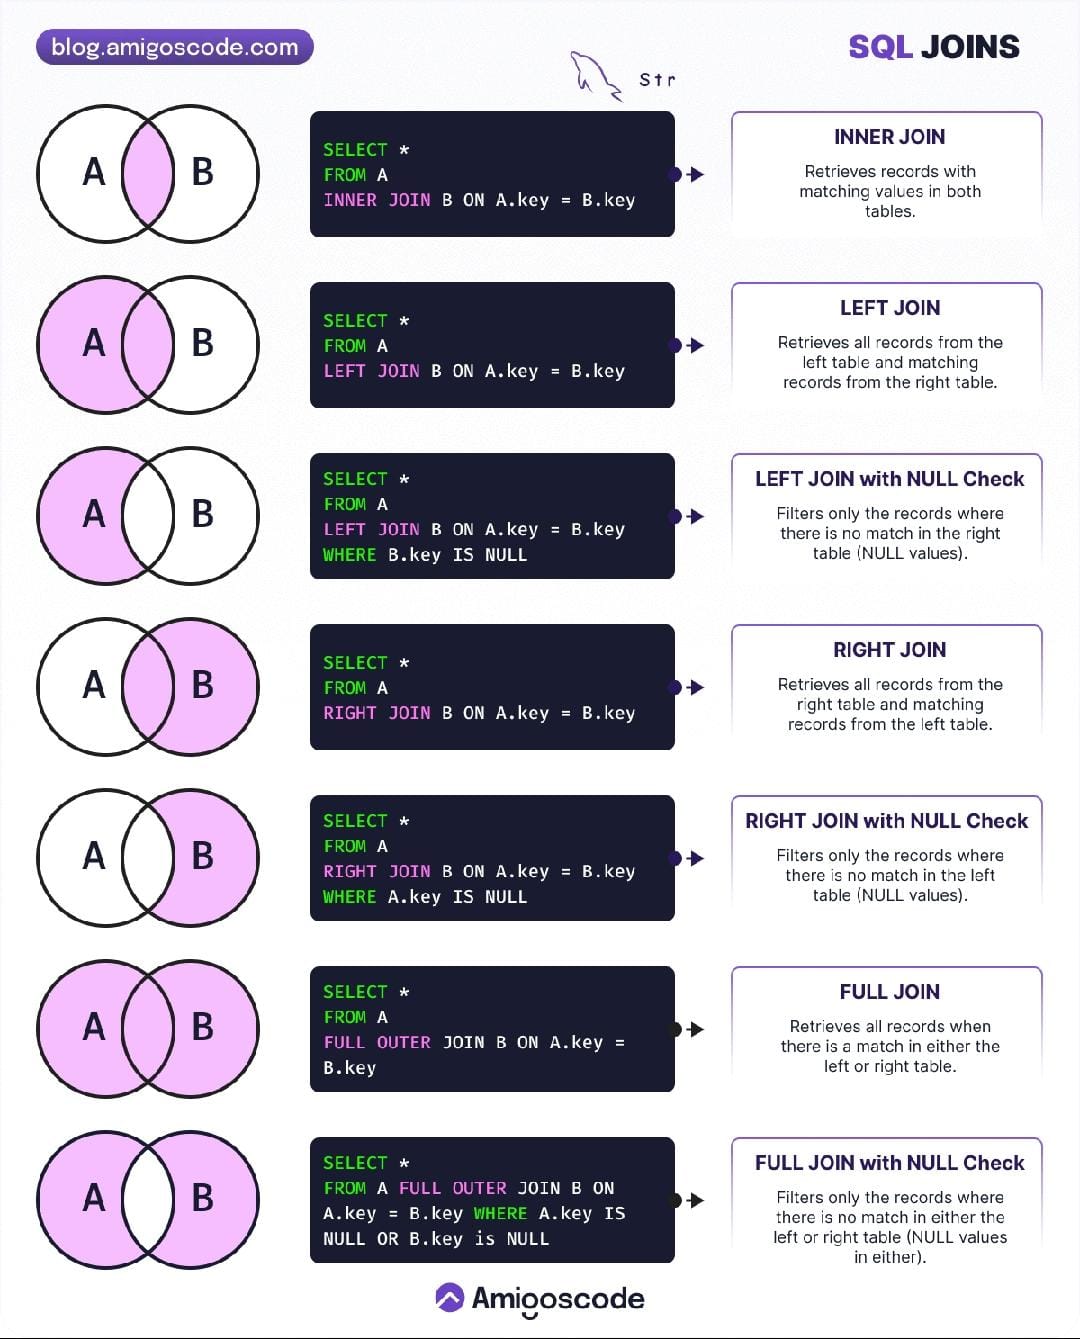 blog.amigoscode.com
SQL JOINS
Str
A
B
SELECT *
FROM A
INNER JOIN B ON A.key = B.key
INNER JOIN
Retrieves records with
matching values in both
tables.
A
B
SELECT *
FROM A
LEFT JOIN B ON A.key = B.key
LEFT JOIN
Retrieves all records from the
left table and matching
records from the right table.
A
B
SELECT *
FROM A
LEFT JOIN B ON A.key = B.key
WHERE B.key IS NULL
LEFT JOIN with NULL Check
Filters only the records where
there is no match in the right
table (NULL values).
A
B
SELECT *
FROM A
RIGHT JOIN B ON A.key = B.key
RIGHT JOIN
Retrieves all records from the
right table and matching
records from the left table.
A
B
SELECT *
FROM A
RIGHT JOIN B ON A.key = B.key
WHERE A.key IS NULL
RIGHT JOIN with NULL Check
Filters only the records where
there is no match in the left
table (NULL values).
A
B
SELECT *
FROM A
FULL OUTER JOIN B ON A.key =
B.key
FULL JOIN
Retrieves all records when
there is a match in either the
left or right table.
A
B
SELECT *
FROM A FULL OUTER JOIN B ON
A.key = B.key WHERE A.key IS
NULL OR B.key is NULL
FULL JOIN with NULL Check
Filters only the records where
there is no match in either the
left or right table (NULL values
in either).
Amigoscode